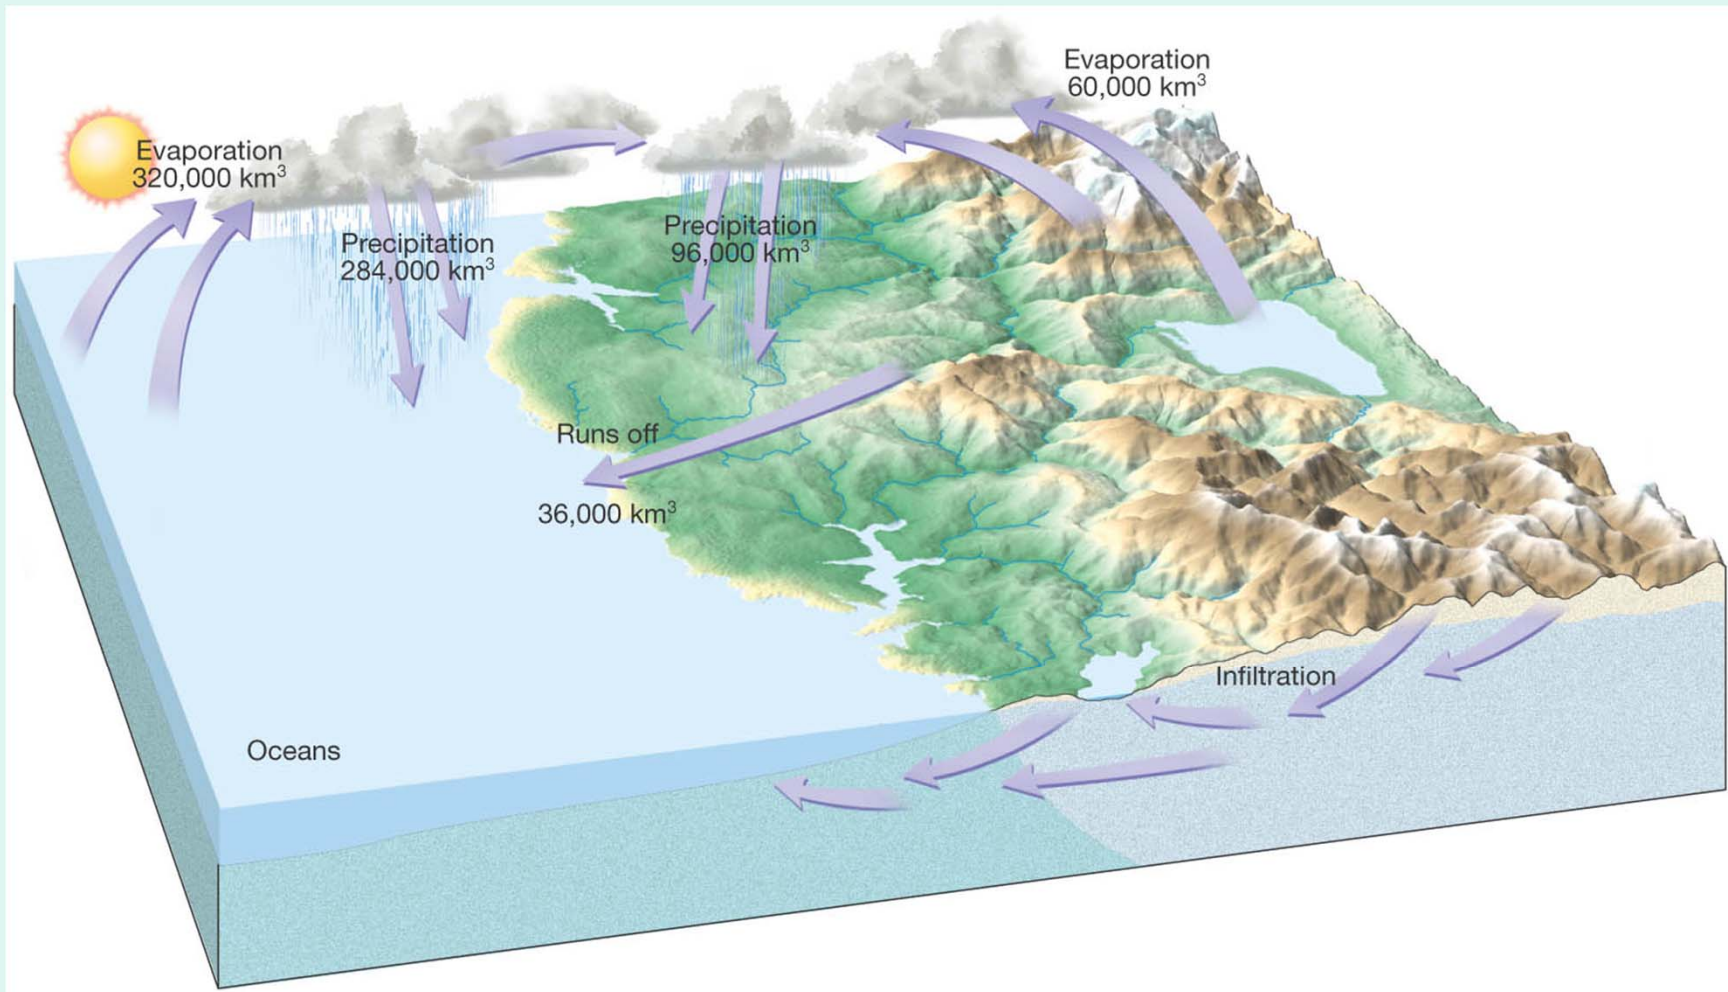 Evaporation
60,000 km³
Evaporation
320,000 km³
Precipitation
284,000 km³
Precipitation
96,000 km³
Runs off
36,000 km³
Infiltration
Oceans